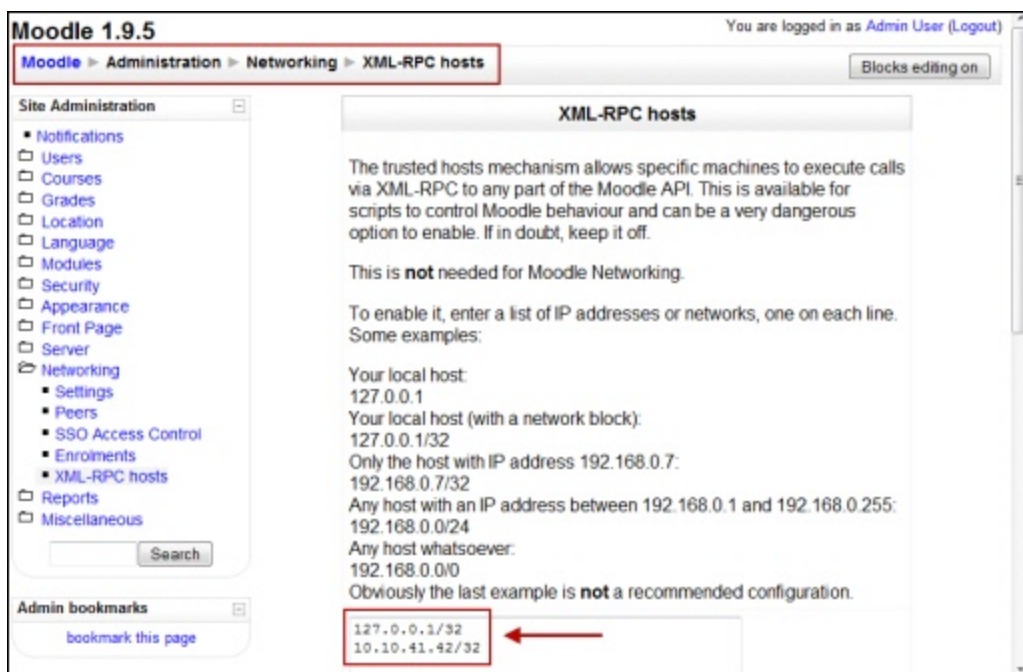 Moodle 1.9.5
You are logged in as Admin User (Logout)
Moodle ► Administration ► Networking ► XML-RPC hosts
Blocks editing on
Site Administration
Notifications
Users
Courses
Grades
Location
Language
Modules
Security
Appearance
Front Page
Server
Networking
Settings
Peers
SSO Access Control
Enrolments
XML-RPC hosts
Reports
Miscellaneous
Search
Admin bookmarks
bookmark this page
XML-RPC hosts
The trusted hosts mechanism allows specific machines to execute calls
via XML-RPC to any part of the Moodle API. This is available for
scripts to control Moodle behaviour and can be a very dangerous
option to enable. If in doubt, keep it off.
This is not needed for Moodle Networking.
To enable it, enter a list of IP addresses or networks, one on each line.
Some examples:
Your local host:
127.0.0.1
Your local host (with a network block):
127.0.0.1/32
Only the host with IP address 192.168.0.7:
192.168.0.7/32
Any host with an IP address between 192.168.0.1 and 192.168.0.255:
192.168.0.0/24
Any host whatsoever:
192.168.0.0/0
Obviously the last example is not a recommended configuration.
127.0.0.1/32
10.10.41.42/32